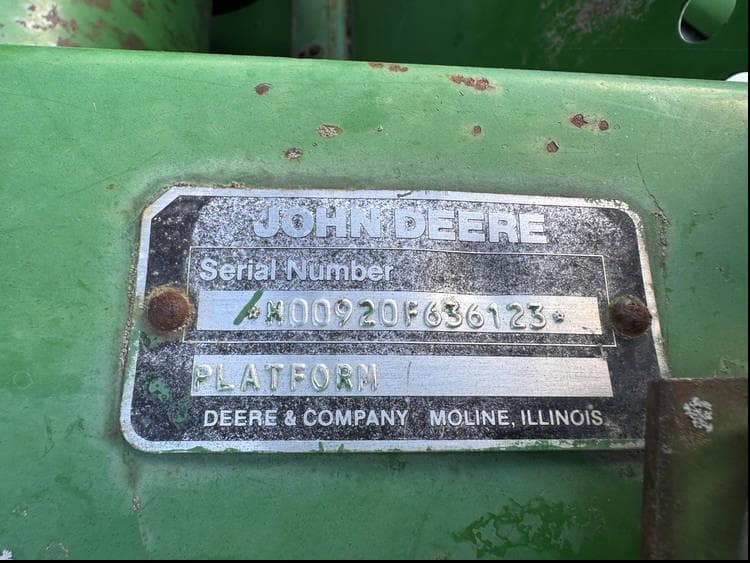 JOHN DEERE
Serial Number
*H00920F636123*
PLATFORM
DEERE & COMPANY MOLINE, ILLINOIS